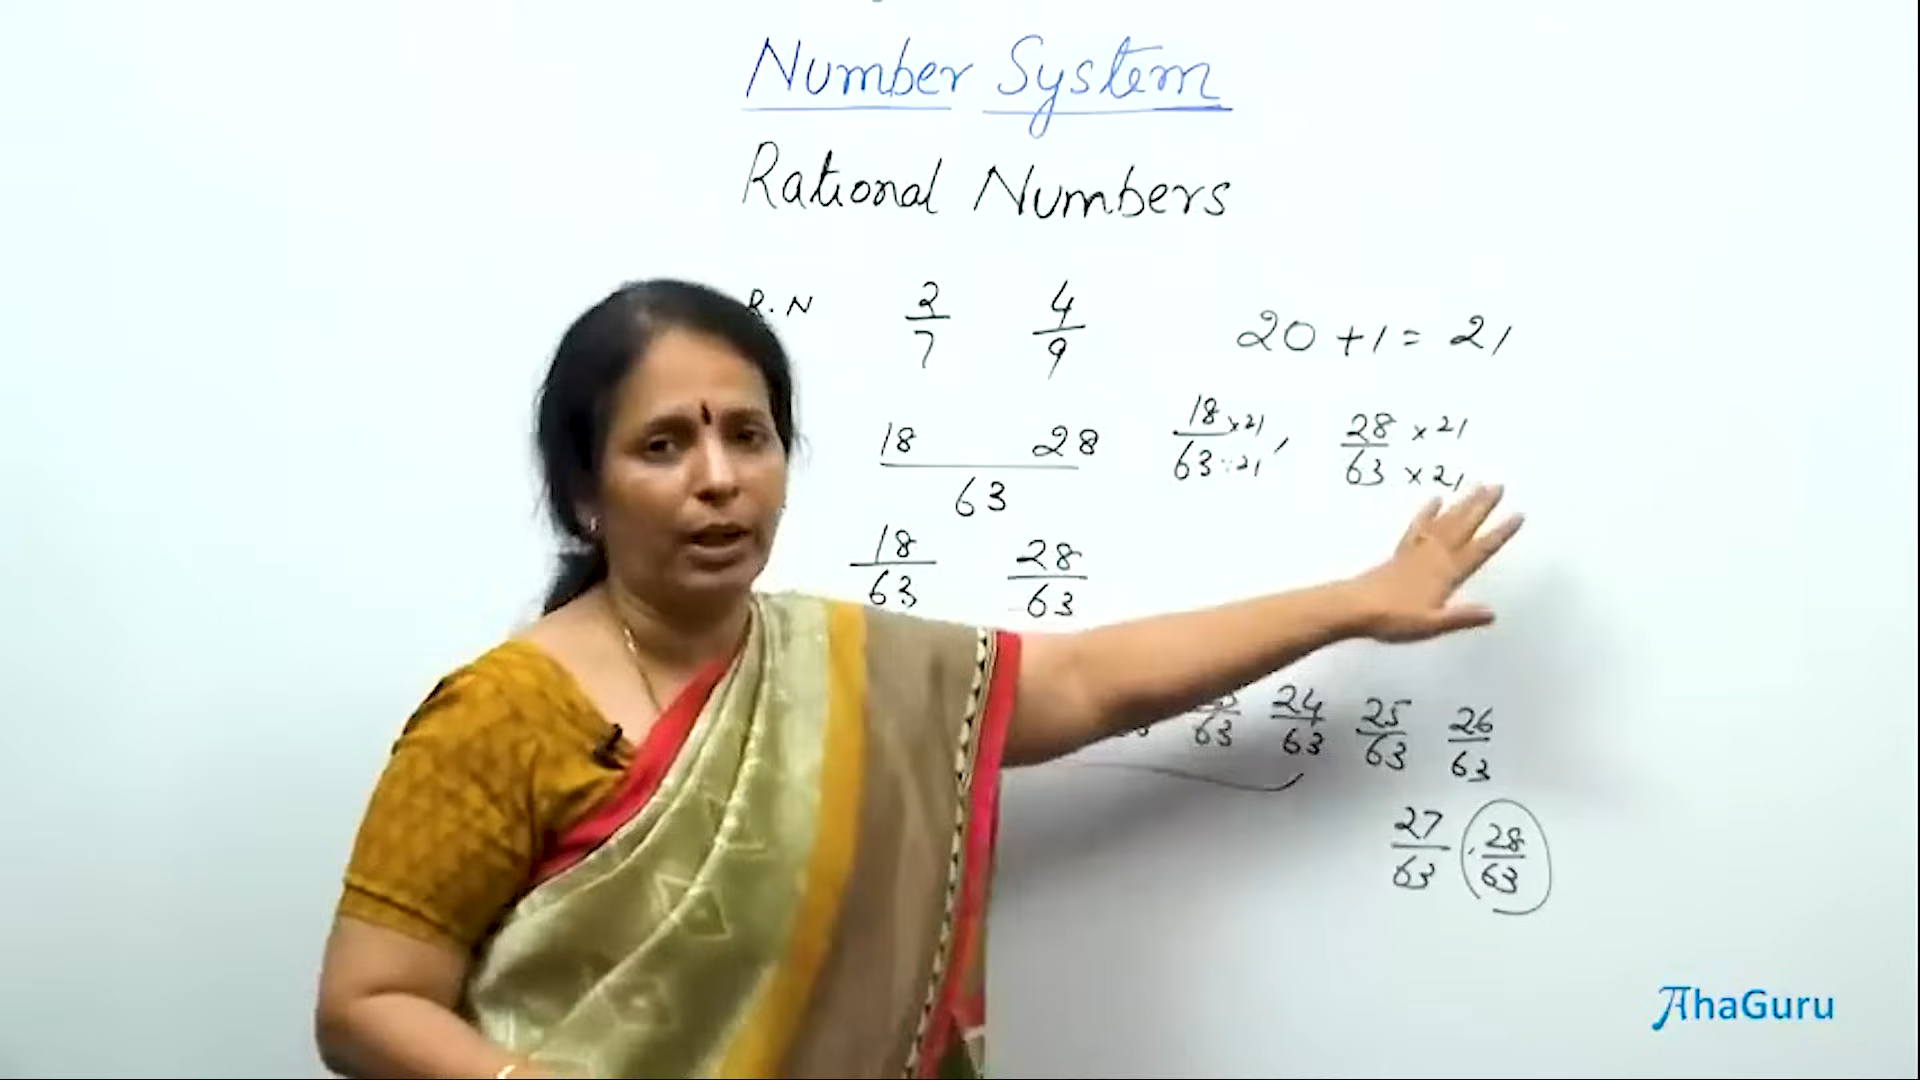 Number System
Rational Numbers
R.N 2/7 4/9 20 + 1 = 21
18 28 18 × 21 , 28 × 21
63 63 × 21 63 × 21
18/63 28/63
63 24/63 25/63 26/63
27/63 28/63
AhaGuru